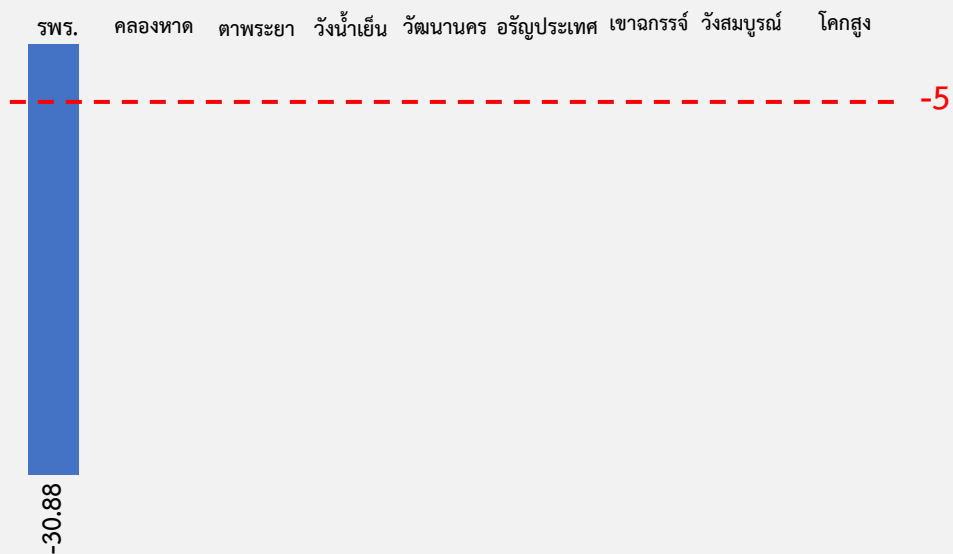 รพร. คลองหาด ตาพระยา วังน้ำเย็น วัฒนานคร อรัญประเทศ เขาฉกรรจ์ วังสมบูรณ์ โคกสูง
-5
-30.88